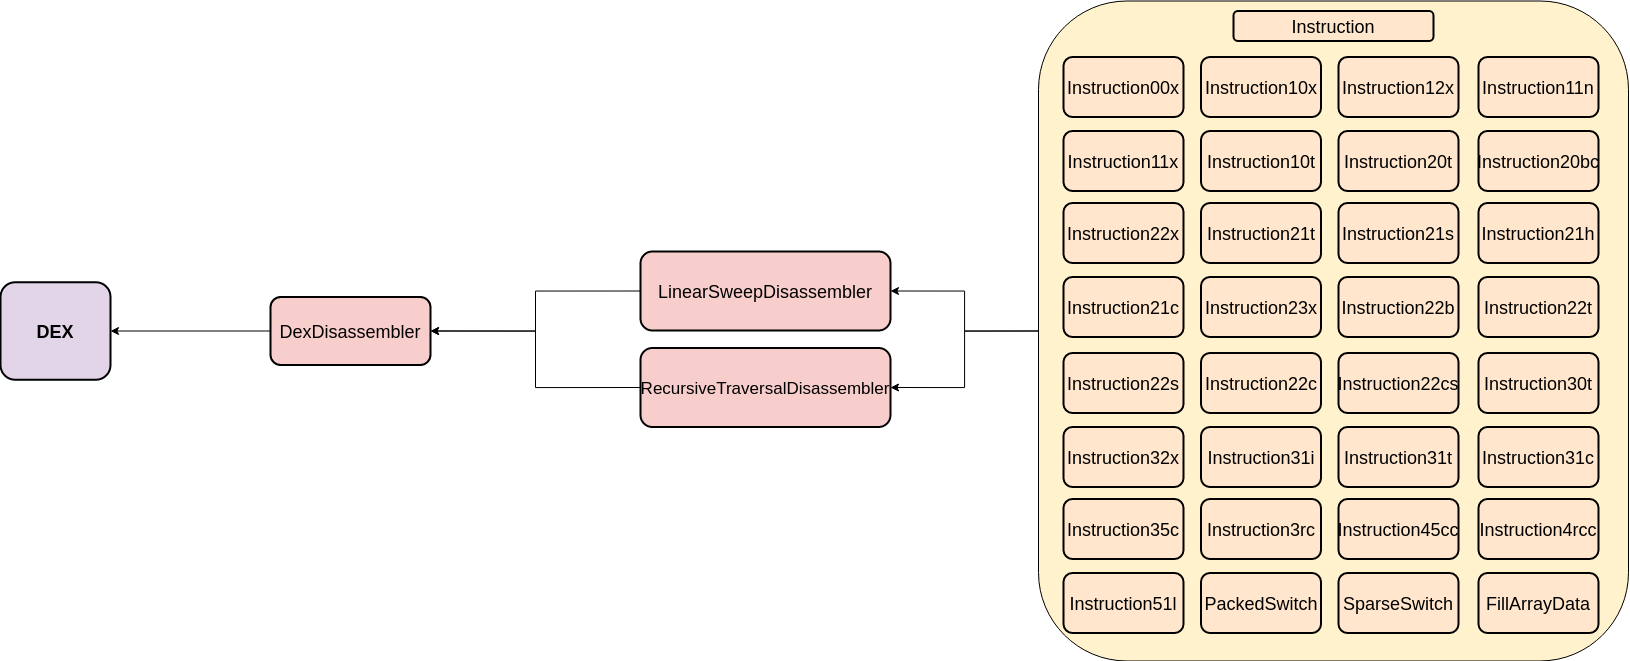 DEX
DexDisassembler
LinearSweepDisassembler
RecursiveTraversalDisassembler
Instruction
Instruction00x
Instruction10x
Instruction12x
Instruction11n
Instruction11x
Instruction10t
Instruction20t
Instruction20bc
Instruction22x
Instruction21t
Instruction21s
Instruction21h
Instruction21c
Instruction23x
Instruction22b
Instruction22t
Instruction22s
Instruction22c
Instruction22cs
Instruction30t
Instruction32x
Instruction31i
Instruction31t
Instruction31c
Instruction35c
Instruction3rc
Instruction45cc
Instruction4rcc
Instruction51l
PackedSwitch
SparseSwitch
FillArrayData